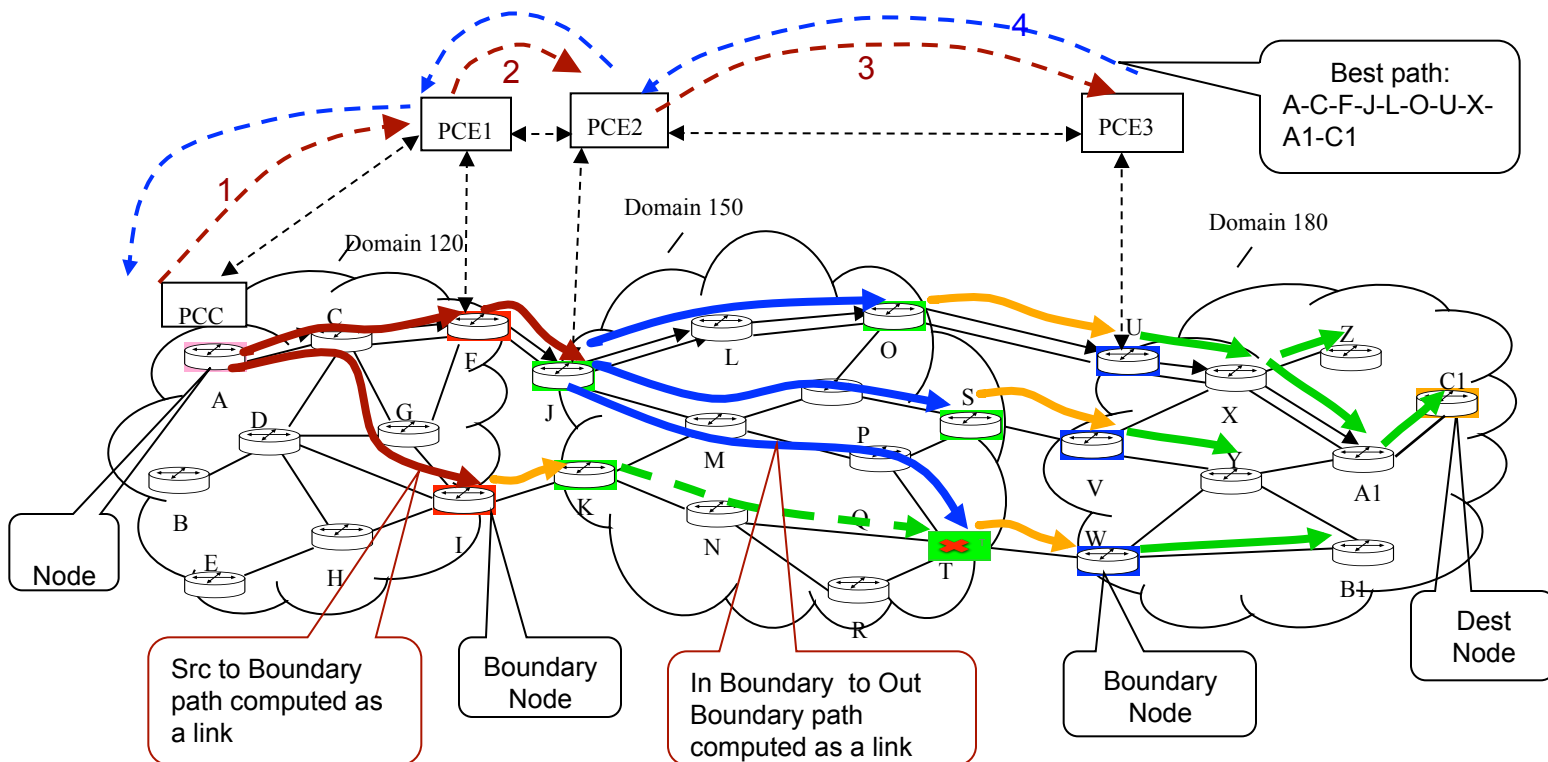 4
2
3
Best path:
A-C-F-J-L-O-U-X-
A1-C1
PCE1
PCE2
PCE3
1
Domain 150
Domain 180
Domain 120
PCC
C
F
L
O
U
Z
A
J
S
X
C1
D
G
M
P
Y
A1
B
K
V
E
H
I
N
Q
T
W
B1
R
Node
Src to Boundary
path computed as
a link
Boundary
Node
In Boundary to Out
Boundary path
computed as a link
Boundary
Node
Dest
Node